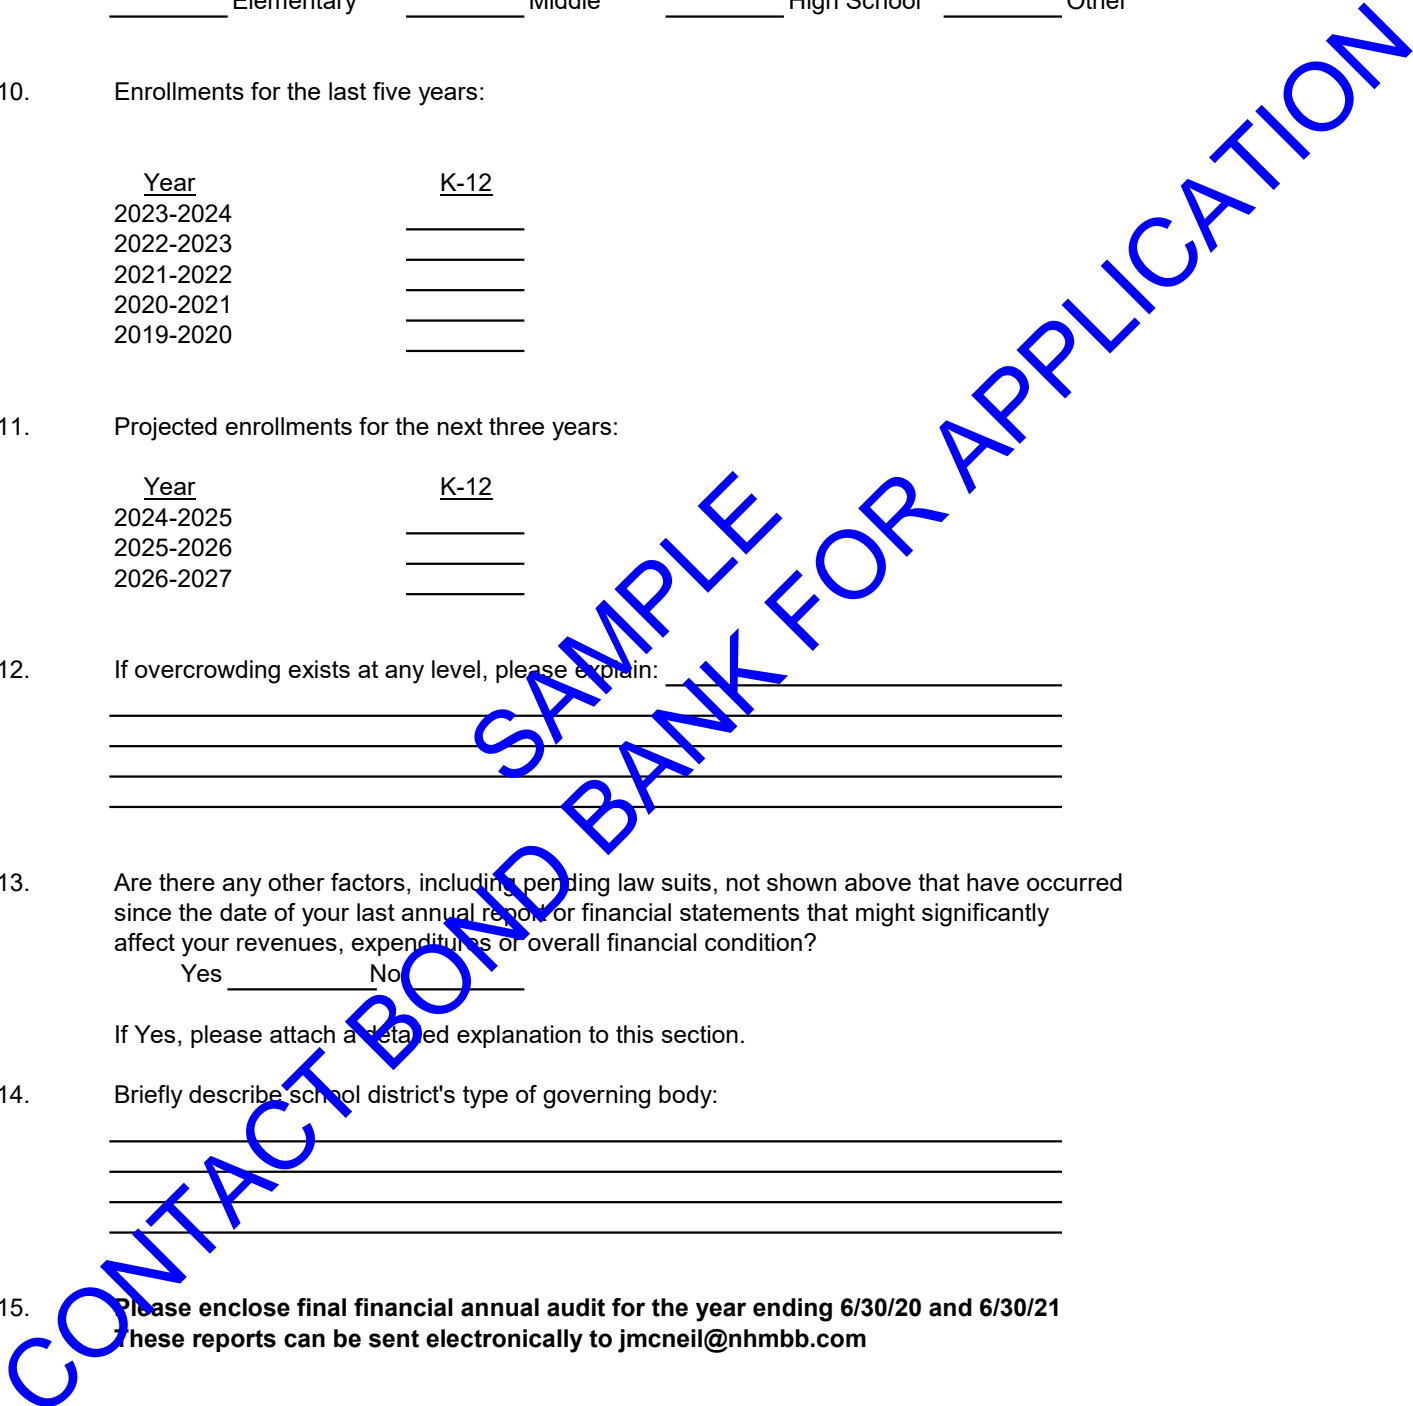 Elementary Middle High School Other
10. Enrollments for the last five years:
Year K-12
2023-2024
2022-2023
2021-2022
2020-2021
2019-2020
11. Projected enrollments for the next three years:
Year K-12
2024-2025
2025-2026
2026-2027
12. If overcrowding exists at any level, please explain:
13. Are there any other factors, including pending law suits, not shown above that have occurred
since the date of your last annual report or financial statements that might significantly
affect your revenues, expenditures or overall financial condition?
Yes No
If Yes, please attach a detailed explanation to this section.
14. Briefly describe school district's type of governing body:
15. Please enclose final financial annual audit for the year ending 6/30/20 and 6/30/21
These reports can be sent electronically to jmcneil@nhmbb.com
SAMPLE
CONTACT BOND BANK FOR APPLICATION